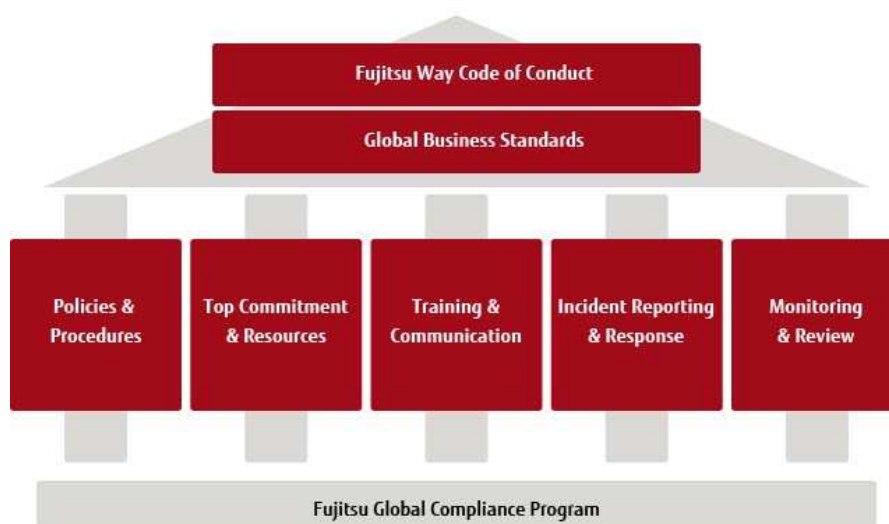 Fujitsu Way Code of Conduct
Global Business Standards
Policies &
Procedures
Top Commitment
& Resources
Training &
Communication
Incident Reporting
& Response
Monitoring
& Review
Fujitsu Global Compliance Program